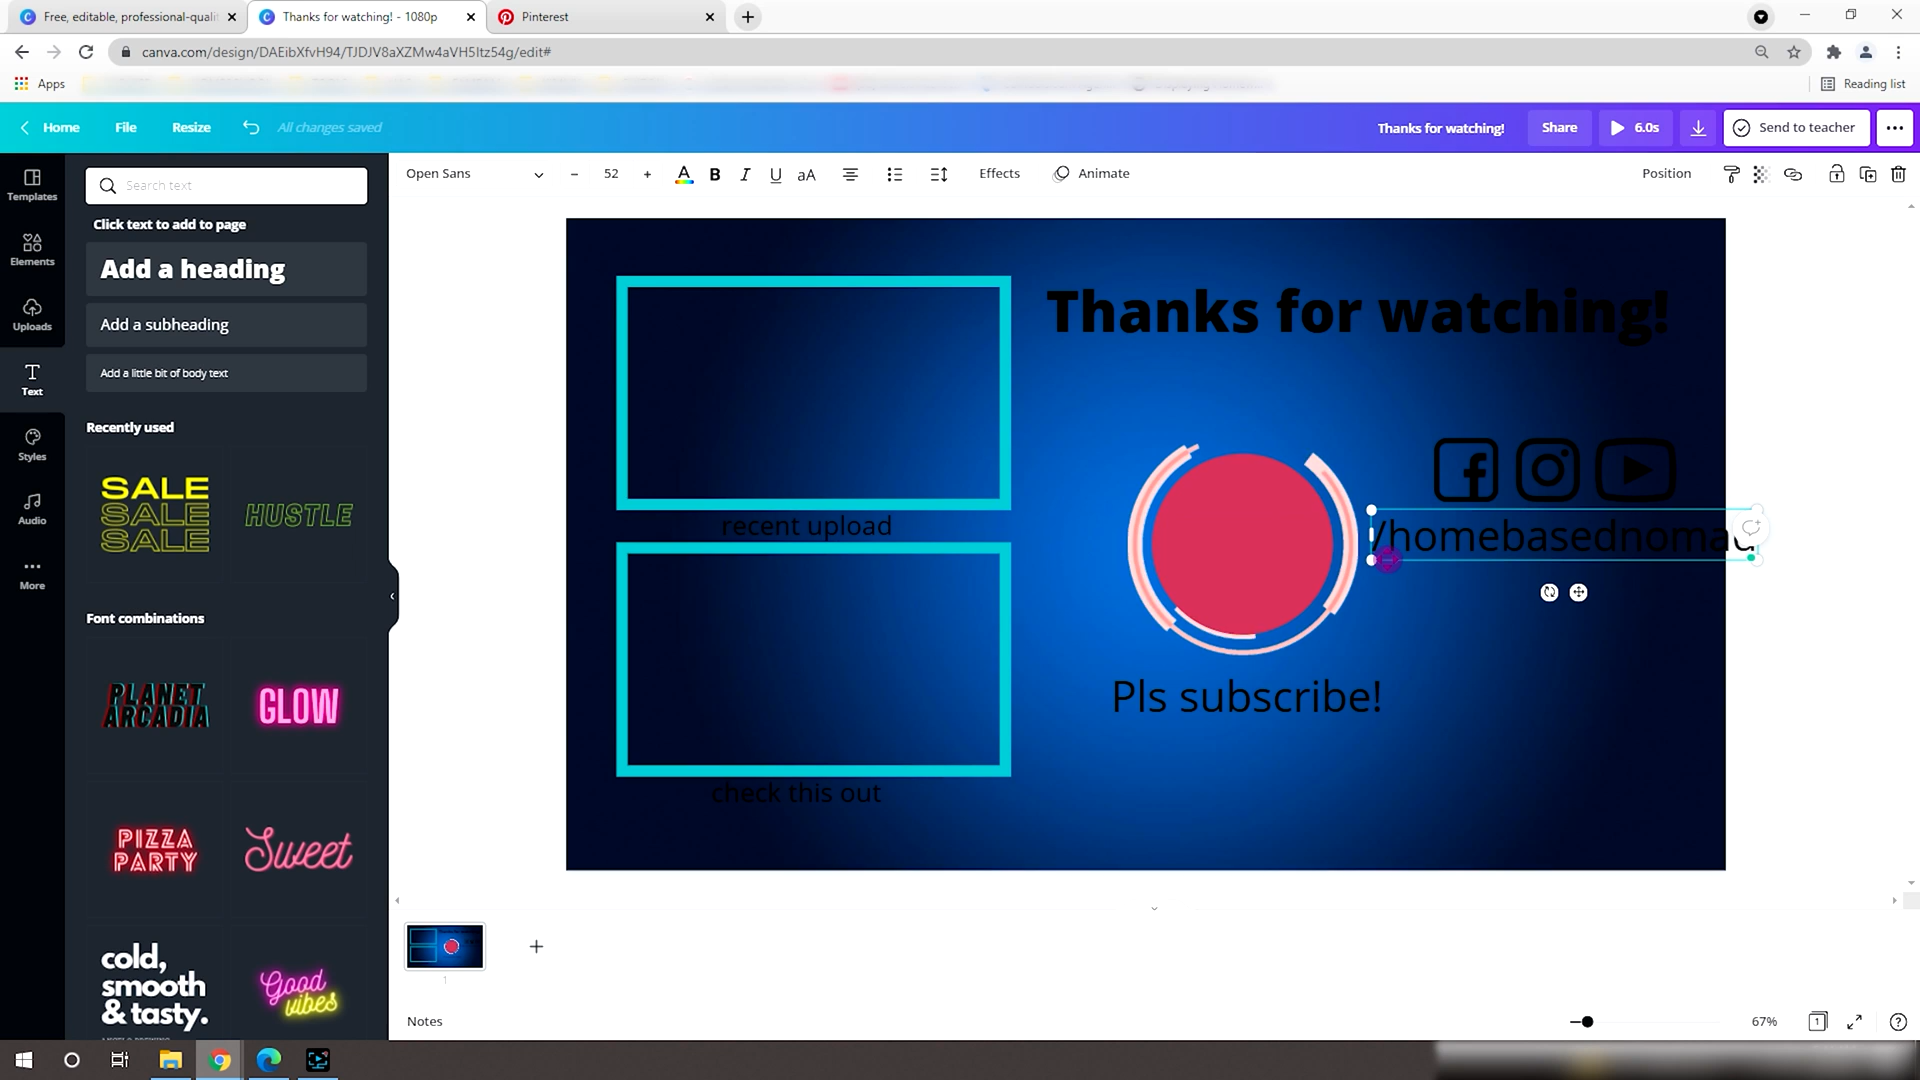 Free, editable, professional-quali
Thanks for watching! - 1080p
Pinterest
canva.com/design/DAEibXfvH94/TJDJV8aXZMw4aVH5Itz54g/edit#
Apps
Reading list
Home
File
Resize
All changes saved
Thanks for watching!
Share
6.0s
Send to teacher
Templates
Elements
Uploads
Text
Styles
Audio
More
Search text
Click text to add to page
Add a heading
Add a subheading
Add a little bit of body text
Recently used
SALE
SALE
SALE
HUSTLE
Font combinations
PLANET
ARCADIA
GLOW
PIZZA
PARTY
Sweet
cold,
smooth
& tasty.
Good
vibes
Open Sans
52
B I U aA
Effects
Animate
Position
Thanks for watching!
recent upload
/homebasednomad
Pls subscribe!
check this out
1
Notes
67%
1